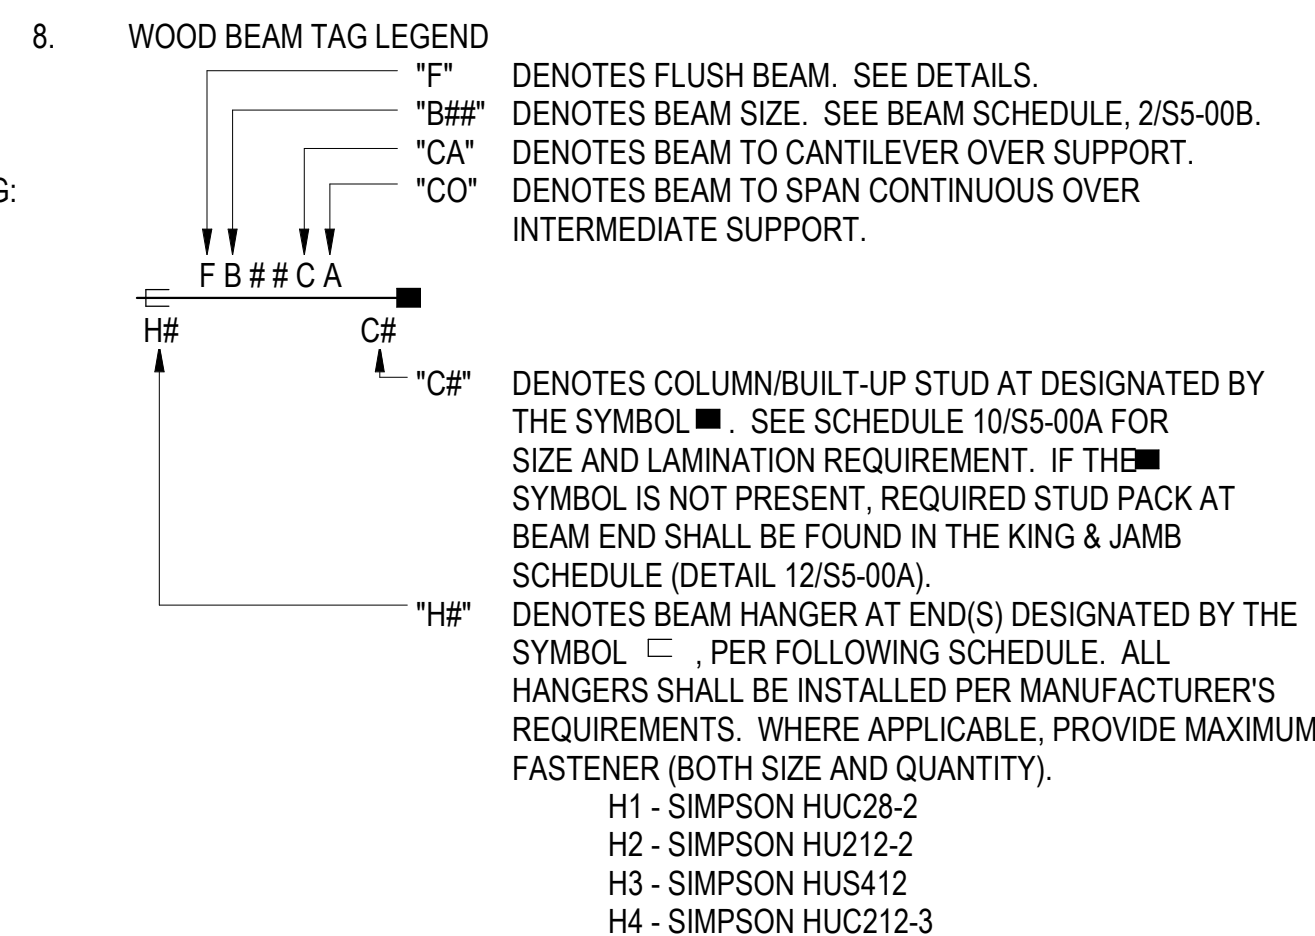 8. WOOD BEAM TAG LEGEND
"F" DENOTES FLUSH BEAM. SEE DETAILS.
"B##" DENOTES BEAM SIZE. SEE BEAM SCHEDULE, 2/S5-00B.
"CA" DENOTES BEAM TO CANTILEVER OVER SUPPORT.
G:
"CO" DENOTES BEAM TO SPAN CONTINUOUS OVER
INTERMEDIATE SUPPORT.
F B # # C A
H# C#
"C#" DENOTES COLUMN/BUILT-UP STUD AT DESIGNATED BY
THE SYMBOL ■ . SEE SCHEDULE 10/S5-00A FOR
SIZE AND LAMINATION REQUIREMENT. IF THE ■
SYMBOL IS NOT PRESENT, REQUIRED STUD PACK AT
BEAM END SHALL BE FOUND IN THE KING & JAMB
SCHEDULE (DETAIL 12/S5-00A).
"H#" DENOTES BEAM HANGER AT END(S) DESIGNATED BY THE
SYMBOL , PER FOLLOWING SCHEDULE. ALL
HANGERS SHALL BE INSTALLED PER MANUFACTURER'S
REQUIREMENTS. WHERE APPLICABLE, PROVIDE MAXIMUM
FASTENER (BOTH SIZE AND QUANTITY).
H1 - SIMPSON HUC28-2
H2 - SIMPSON HU212-2
H3 - SIMPSON HUS412
H4 - SIMPSON HUC212-3